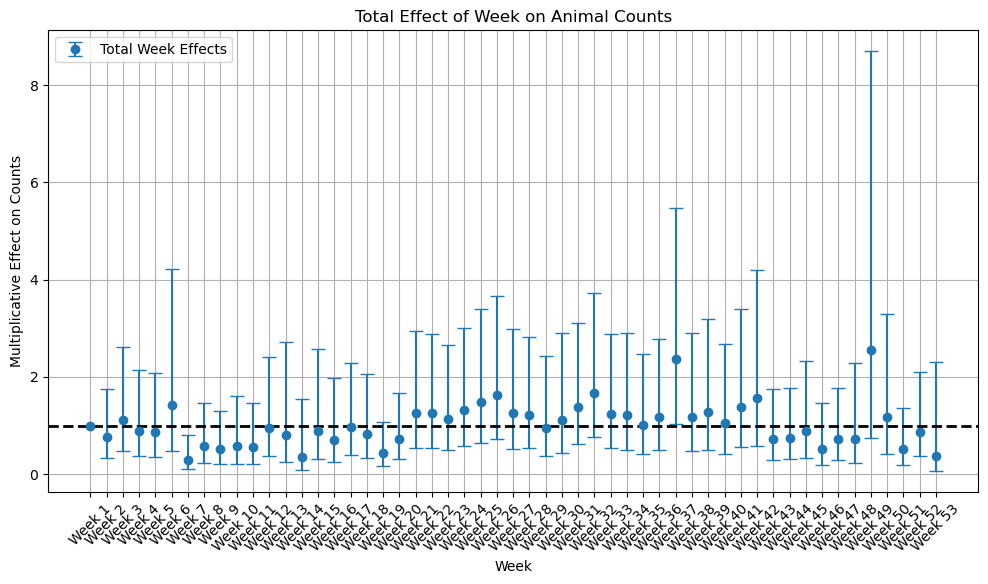 Total Effect of Week on Animal Counts
Total Week Effects
Multiplicative Effect on Counts
8
6
4
2
0
Week 1
Week 2
Week 3
Week 4
Week 5
Week 6
Week 7
Week 8
Week 9
Week 10
Week 11
Week 12
Week 13
Week 14
Week 15
Week 16
Week 17
Week 18
Week 19
Week 20
Week 21
Week 22
Week 23
Week 24
Week 25
Week 26
Week 27
Week 28
Week 29
Week 30
Week 31
Week 32
Week 33
Week 34
Week 35
Week 36
Week 37
Week 38
Week 39
Week 40
Week 41
Week 42
Week 43
Week 44
Week 45
Week 46
Week 47
Week 48
Week 49
Week 50
Week 51
Week 52
Week 53
Week